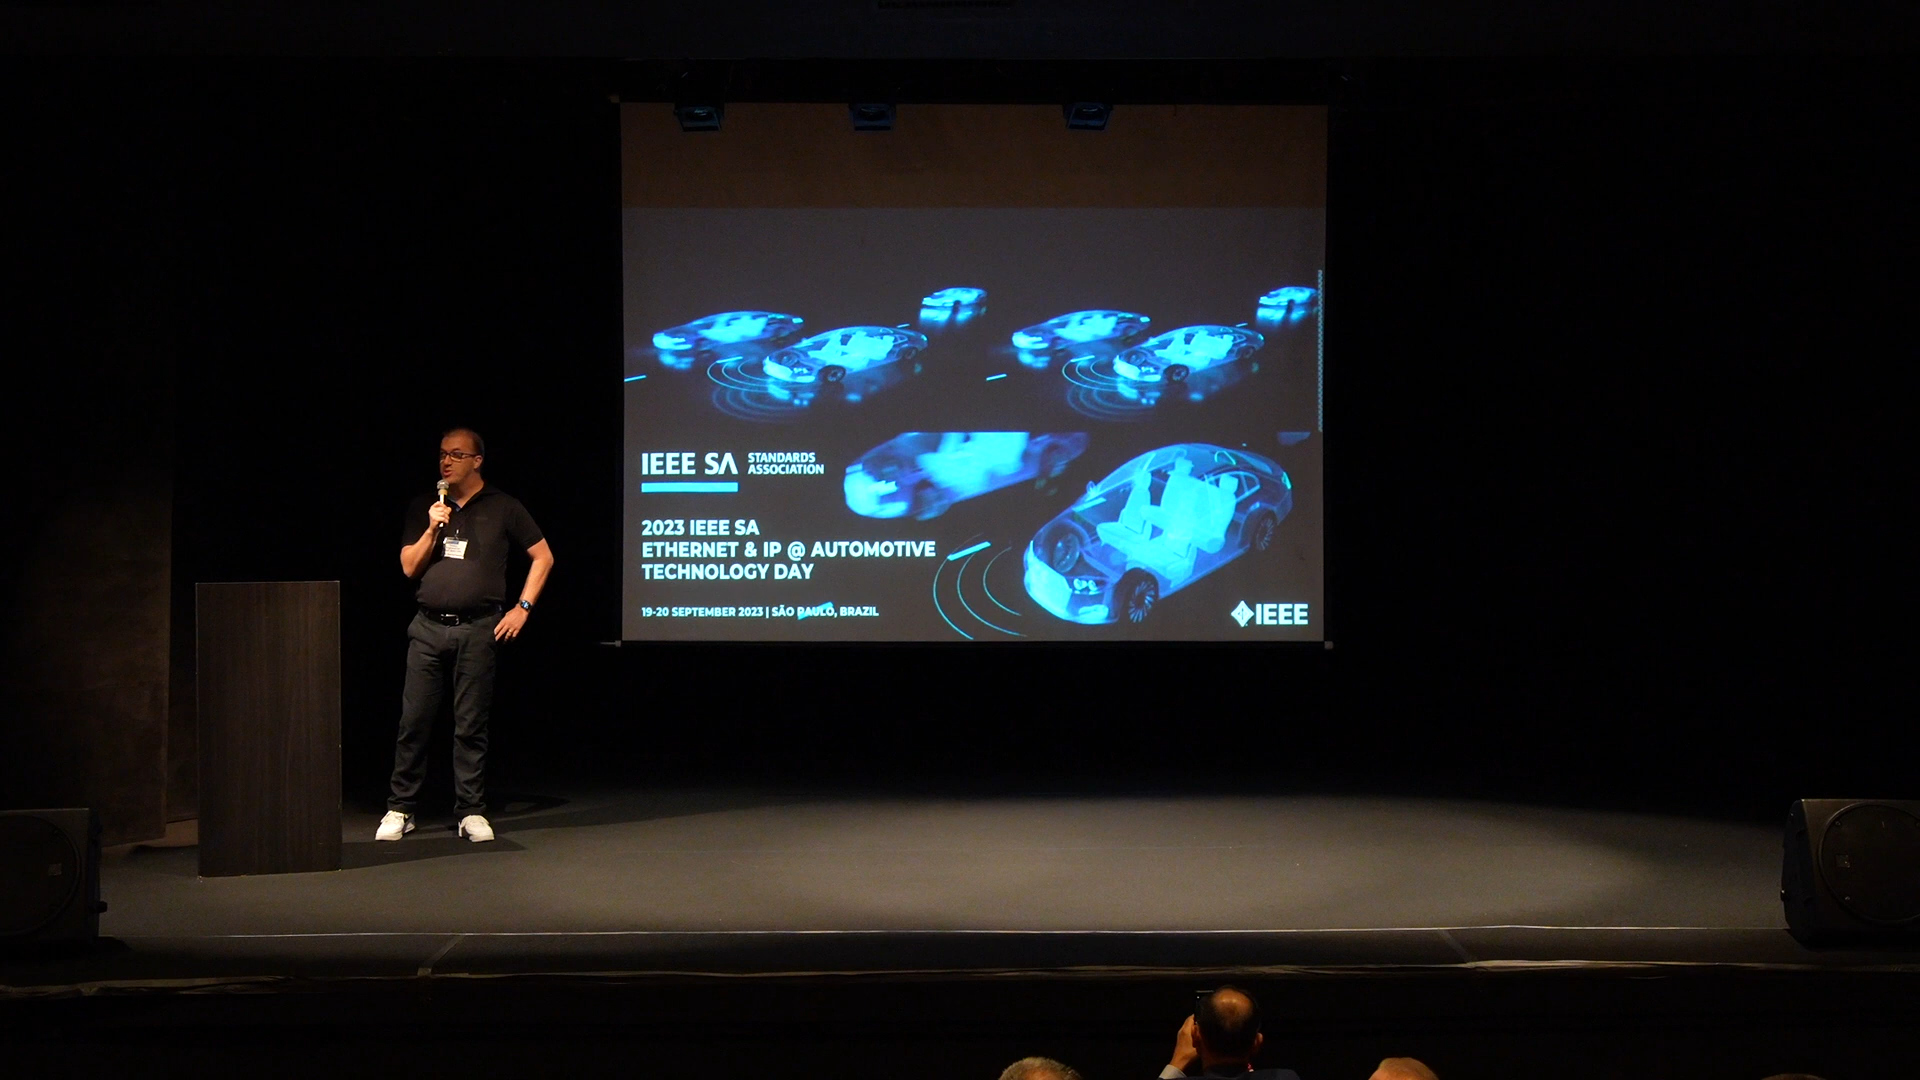 IEEE SA STANDARDS
ASSOCIATION
2023 IEEE SA
ETHERNET & IP @ AUTOMOTIVE
TECHNOLOGY DAY
19-20 SEPTEMBER 2023 | SÃO PAULO, BRAZIL
IEEE